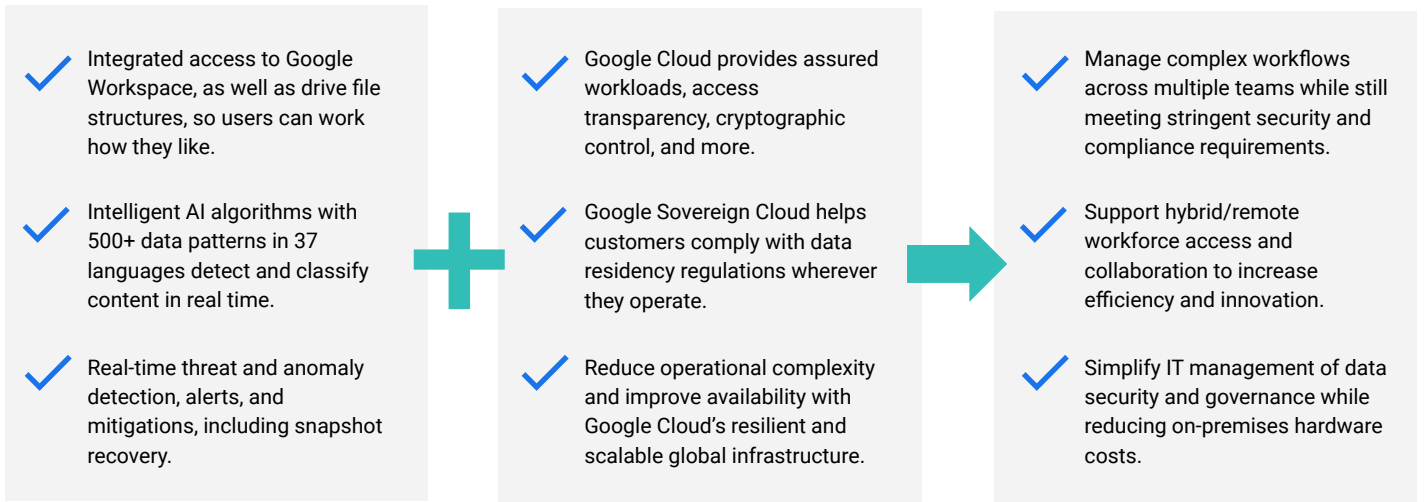 Integrated access to Google
Workspace, as well as drive file
structures, so users can work
how they like.
Intelligent AI algorithms with
500+ data patterns in 37
languages detect and classify
content in real time.
Real-time threat and anomaly
detection, alerts, and
mitigations, including snapshot
recovery.
Google Cloud provides assured
workloads, access
transparency, cryptographic
control, and more.
Google Sovereign Cloud helps
customers comply with data
residency regulations wherever
they operate.
Reduce operational complexity
and improve availability with
Google Cloud’s resilient and
scalable global infrastructure.
Manage complex workflows
across multiple teams while still
meeting stringent security and
compliance requirements.
Support hybrid/remote
workforce access and
collaboration to increase
efficiency and innovation.
Simplify IT management of data
security and governance while
reducing on-premises hardware
costs.